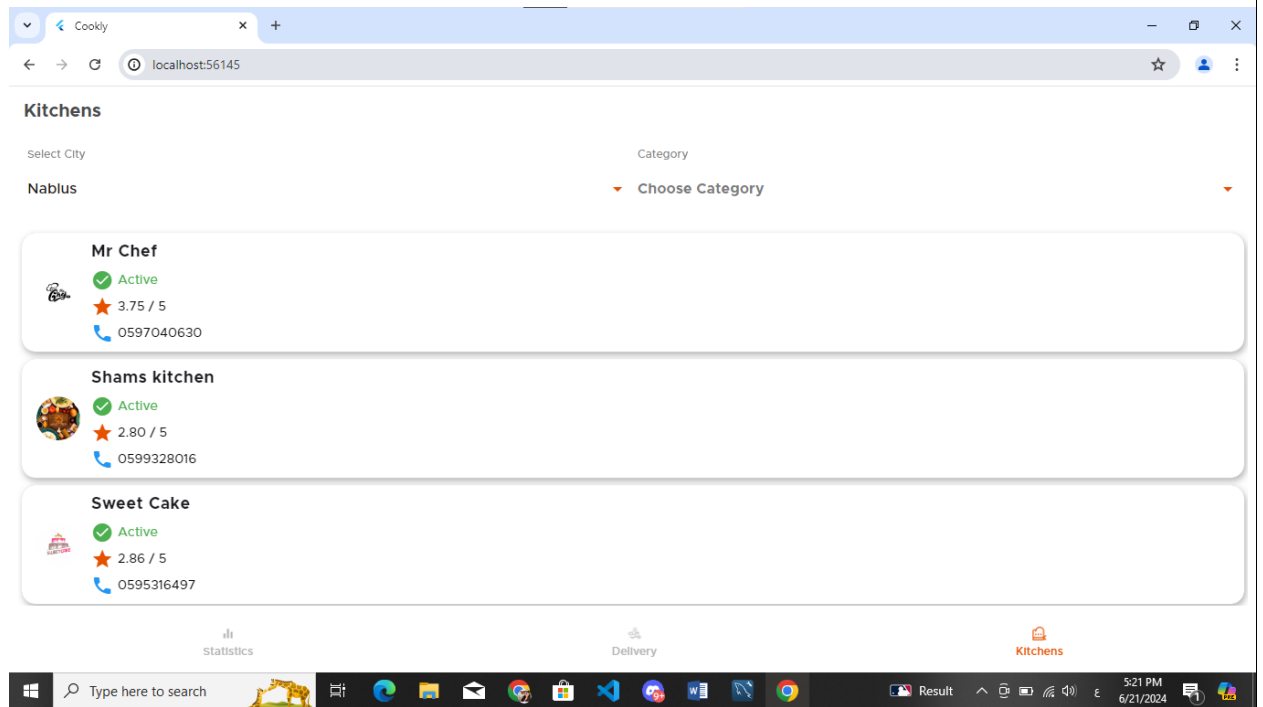 Cookly
localhost:56145
Kitchens
Select City
Category
Nablus
Choose Category
Mr Chef
Active
3.75 / 5
0597040630
Shams kitchen
Active
2.80 / 5
0599328016
Sweet Cake
Active
2.86 / 5
0595316497
Statistics
Delivery
Kitchens
Type here to search
Result
ع
5:21 PM
6/21/2024